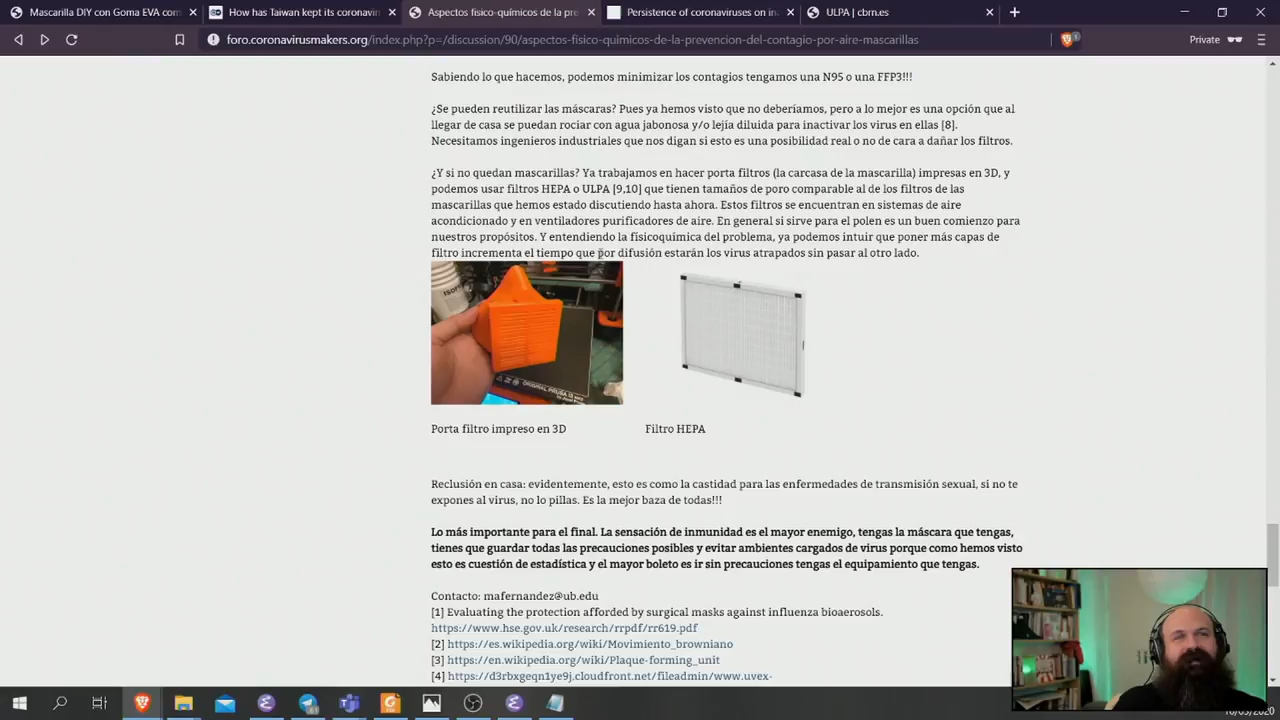 Mascarilla DIY con Goma EVA com
How has Taiwan kept its coronavir
Aspectos físico-químicos de la pre
Persistence of coronaviruses on in
ULPA | cbrn.es
foro.coronavirusmakers.org/index.php?p=/discussion/90/aspectos-fisico-quimicos-de-la-prevencion-del-contagio-por-aire-mascarillas
Private
Sabiendo lo que hacemos, podemos minimizar los contagios tengamos una N95 o una FFP3!!!
¿Se pueden reutilizar las máscaras? Pues ya hemos visto que no deberíamos, pero a lo mejor es una opción que al
llegar de casa se puedan rociar con agua jabonosa y/o lejía diluida para inactivar los virus en ellas [8].
Necesitamos ingenieros industriales que nos digan si esto es una posibilidad real o no de cara a dañar los filtros.
¿Y si no quedan mascarillas? Ya trabajamos en hacer porta filtros (la carcasa de la mascarilla) impresas en 3D, y
podemos usar filtros HEPA o ULPA [9,10] que tienen tamaños de poro comparable al de los filtros de las
mascarillas que hemos estado discutiendo hasta ahora. Estos filtros se encuentran en sistemas de aire
acondicionado y en ventiladores purificadores de aire. En general si sirve para el polen es un buen comienzo para
nuestros propósitos. Y entendiendo la físicoquímica del problema, ya podemos intuir que poner más capas de
filtro incrementa el tiempo que por difusión estarán los virus atrapados sin pasar al otro lado.
ORIGINAL PRUSA i3 MK3
Porta filtro impreso en 3D
Filtro HEPA
Reclusión en casa: evidentemente, esto es como la castidad para las enfermedades de transmisión sexual, si no te
expones al virus, no lo pillas. Es la mejor baza de todas!!!
Lo más importante para el final. La sensación de inmunidad es el mayor enemigo, tengas la máscara que tengas,
tienes que guardar todas las precauciones posibles y evitar ambientes cargados de virus porque como hemos visto
esto es cuestión de estadística y el mayor boleto es ir sin precauciones tengas el equipamiento que tengas.
Contacto: mafernandez@ub.edu
[1] Evaluating the protection afforded by surgical masks against influenza bioaerosols.
https://www.hse.gov.uk/research/rrpdf/rr619.pdf
[2] https://es.wikipedia.org/wiki/Movimiento_browniano
[3] https://en.wikipedia.org/wiki/Plaque-forming_unit
[4] https://d3rbxgeqn1ye9j.cloudfront.net/fileadmin/www.uvex-